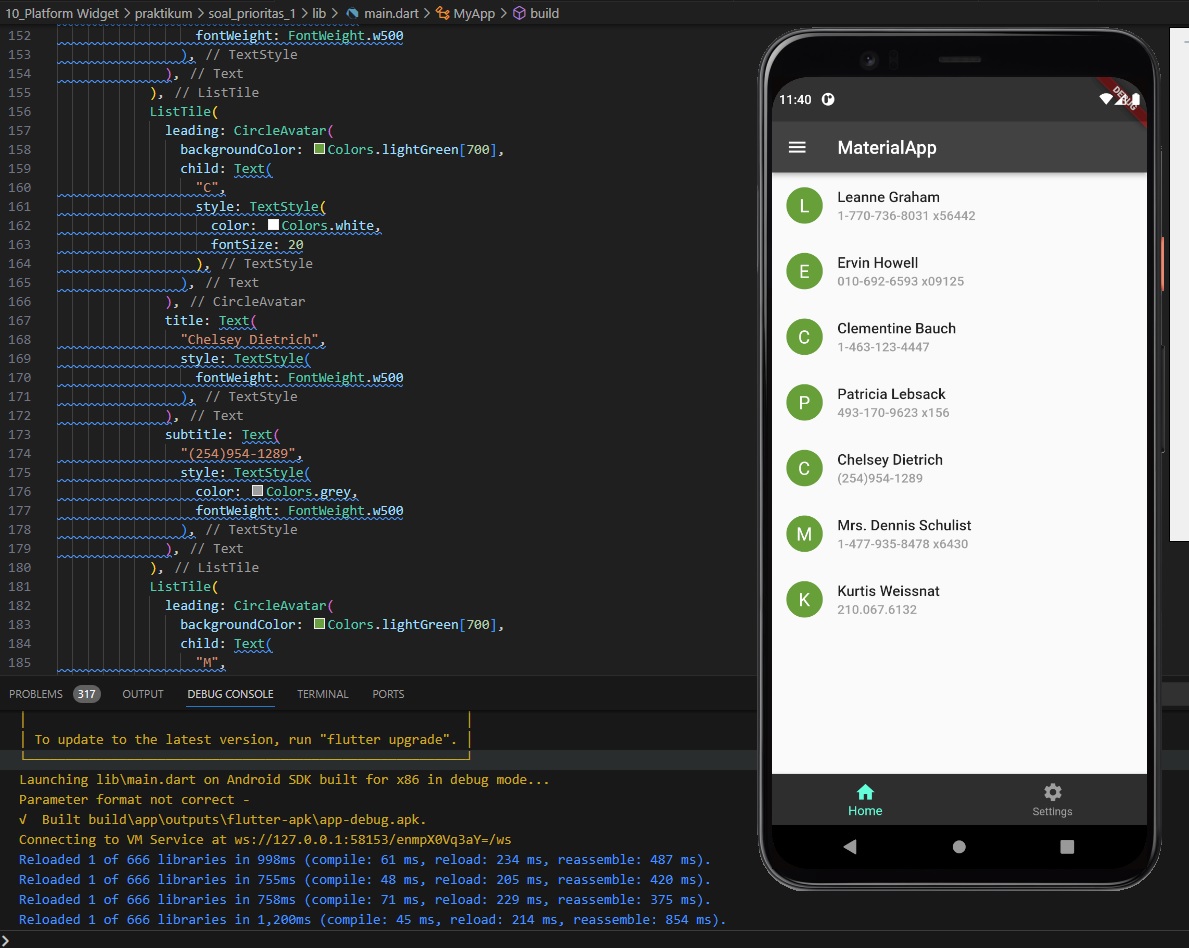 10_Platform Widget > praktikum > soal_prioritas_1 > lib > main.dart > MyApp > build
152 fontWeight: FontWeight.w500
153 ), // TextStyle
154 ), // Text
155 ), // ListTile
156 ListTile(
157 leading: CircleAvatar(
158 backgroundColor: Colors.lightGreen[700],
159 child: Text(
160 "C",
161 style: TextStyle(
162 color: Colors.white,
163 fontSize: 20
164 ), // TextStyle
165 ), // Text
166 ), // CircleAvatar
167 title: Text(
168 "Chelsey Dietrich",
169 style: TextStyle(
170 fontWeight: FontWeight.w500
171 ), // TextStyle
172 ), // Text
173 subtitle: Text(
174 "(254)954-1289",
175 style: TextStyle(
176 color: Colors.grey,
177 fontWeight: FontWeight.w500
178 ), // TextStyle
179 ), // Text
180 ), // ListTile
181 ListTile(
182 leading: CircleAvatar(
183 backgroundColor: Colors.lightGreen[700],
184 child: Text(
185 "M",
PROBLEMS 317 OUTPUT DEBUG CONSOLE TERMINAL PORTS
To update to the latest version, run "flutter upgrade".
Launching lib\main.dart on Android SDK built for x86 in debug mode...
Parameter format not correct -
√ Built build\app\outputs\flutter-apk\app-debug.apk.
Connecting to VM Service at ws://127.0.0.1:58153/enmpX0Vq3aY=/ws
Reloaded 1 of 666 libraries in 998ms (compile: 61 ms, reload: 234 ms, reassemble: 487 ms).
Reloaded 1 of 666 libraries in 755ms (compile: 48 ms, reload: 205 ms, reassemble: 420 ms).
Reloaded 1 of 666 libraries in 758ms (compile: 71 ms, reload: 229 ms, reassemble: 375 ms).
Reloaded 1 of 666 libraries in 1,200ms (compile: 45 ms, reload: 214 ms, reassemble: 854 ms).
11:40
DEBUG
MaterialApp
L Leanne Graham
1-770-736-8031 x56442
E Ervin Howell
010-692-6593 x09125
C Clementine Bauch
1-463-123-4447
P Patricia Lebsack
493-170-9623 x156
C Chelsey Dietrich
(254)954-1289
M Mrs. Dennis Schulist
1-477-935-8478 x6430
K Kurtis Weissnat
210.067.6132
Home Settings